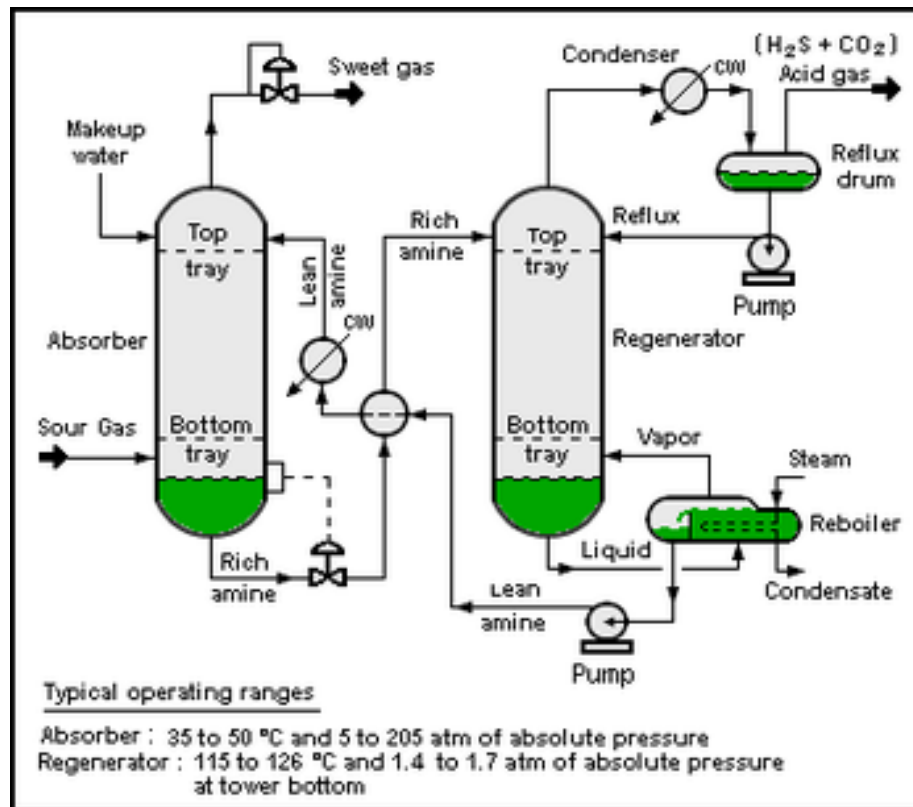 (H₂S + CO₂)
Acid gas
Condenser
CW
Sweet gas
Makeup
water
Reflux
drum
Rich
amine
Reflux
Top
tray
Lean
amine
Top
tray
Pump
CW
Absorber
Regenerator
Sour Gas
Bottom
tray
Bottom
tray
Vapor
Steam
Reboiler
Liquid
Rich
amine
Condensate
Lean
amine
Pump
Typical operating ranges
Absorber : 35 to 50 °C and 5 to 205 atm of absolute pressure
Regenerator : 115 to 126 °C and 1.4 to 1.7 atm of absolute pressure
at tower bottom